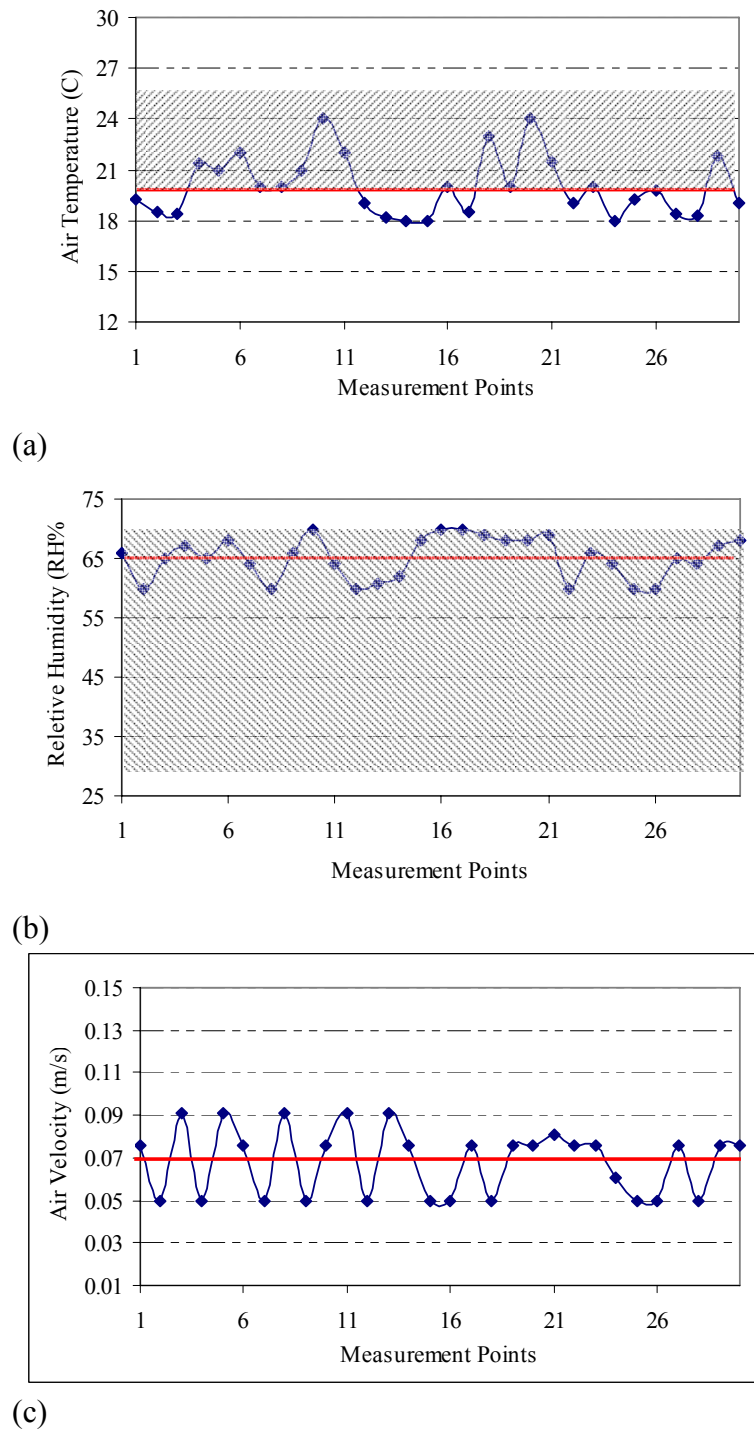 30
27
24
21
18
15
12
Air Temperature (C)
1 6 11 16 21 26
Measurement Points
(a)
75
65
55
45
35
25
Reletive Humidity (RH%
1 6 11 16 21 26
Measurement Points
(b)
0.15
0.13
0.11
0.09
0.07
0.05
0.03
0.01
Air Velocity (m/s)
1 6 11 16 21 26
Measurement Points
(c)